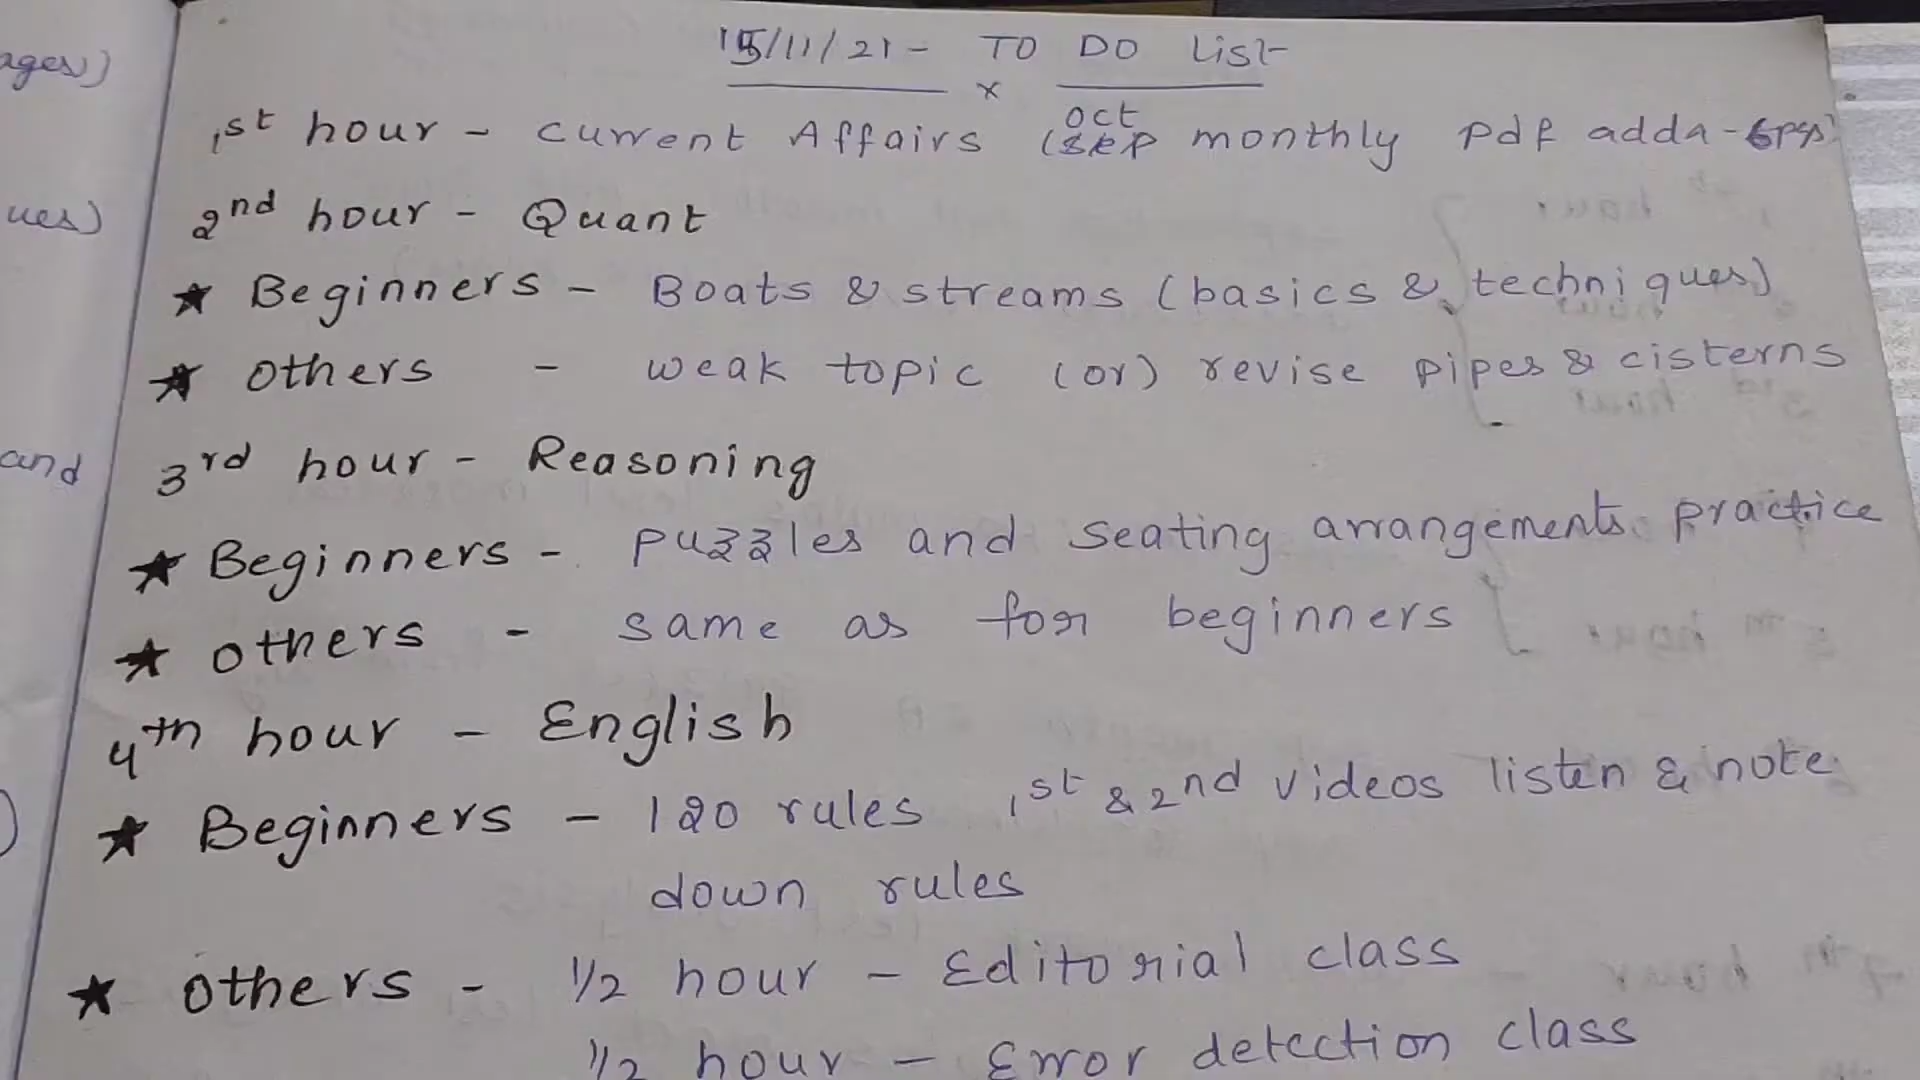 ages)
ues)
and
)
15/11/21 - TO DO List
x
oct
1st hour - current Affairs (sep monthly pdf adda -
2nd hour - Quant
★ Beginners - Boats & streams (basics & techniques)
★ others - weak topic (or) revise pipes & cisterns
3rd hour - Reasoning
★ Beginners - puzzles and seating arrangements practice
★ others - same as for beginners
4th hour - English
★ Beginners - 120 rules 1st & 2nd videos listen & note
down rules
★ others - 1/2 hour - Editorial class
1/2 hour - Error detection class